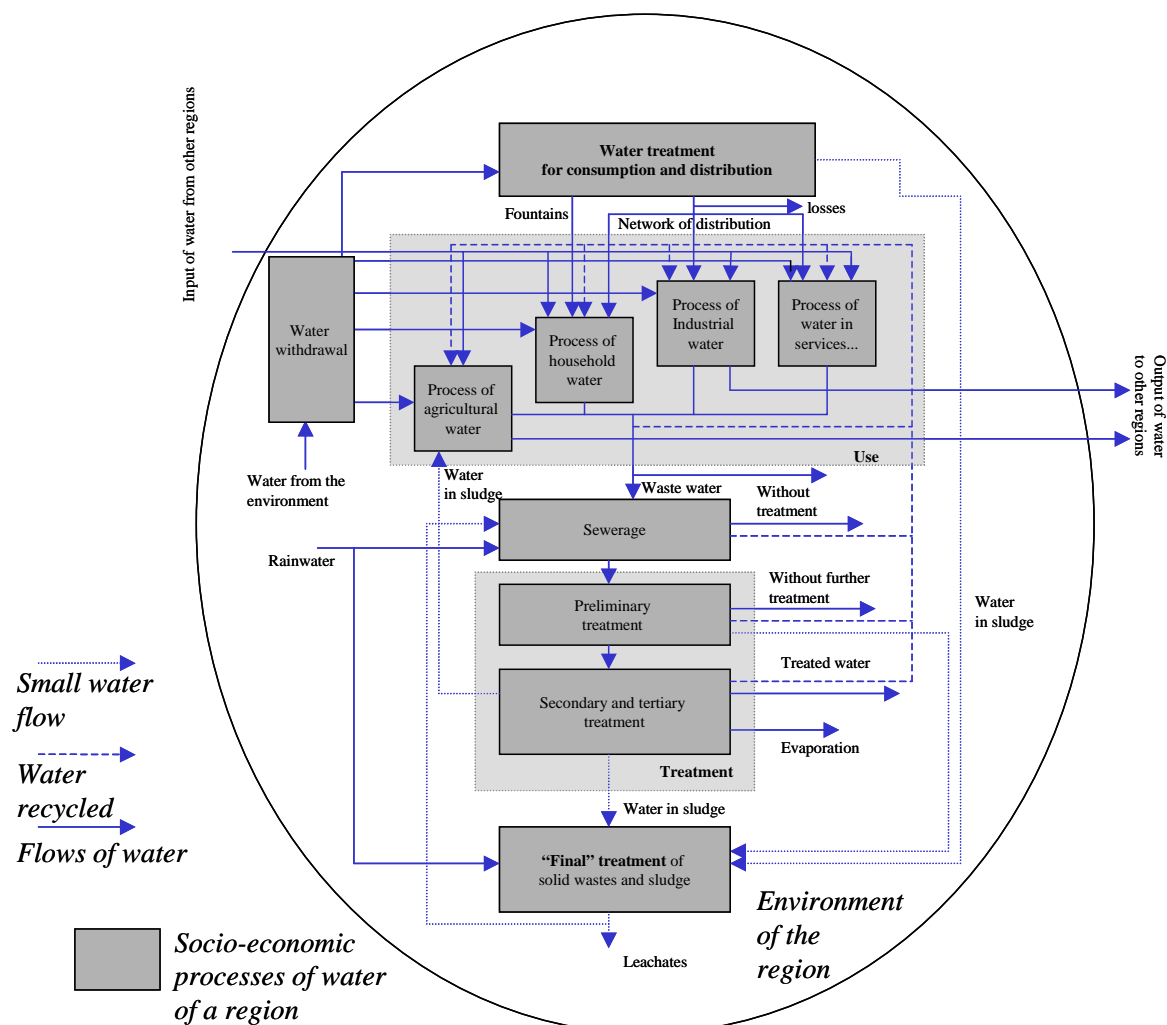 Input of water from other regions
Water treatment
for consumption and distribution
Fountains
losses
Network of distribution
Water
withdrawal
Process of
household
water
Process of
Industrial
water
Process of
water in
services...
Process of
agricultural
water
Output of water
to other regions
Use
Water from the
environment
Water
in sludge
Waste water
Without
treatment
Sewerage
Rainwater
Preliminary
treatment
Without further
treatment
Water
in sludge
Treated water
Secondary and tertiary
treatment
Evaporation
Treatment
Water in sludge
“Final” treatment of
solid wastes and sludge
Leachates
Environment
of the
region
Small water
flow
Water
recycled
Flows of water
Socio-economic
processes of water
of a region